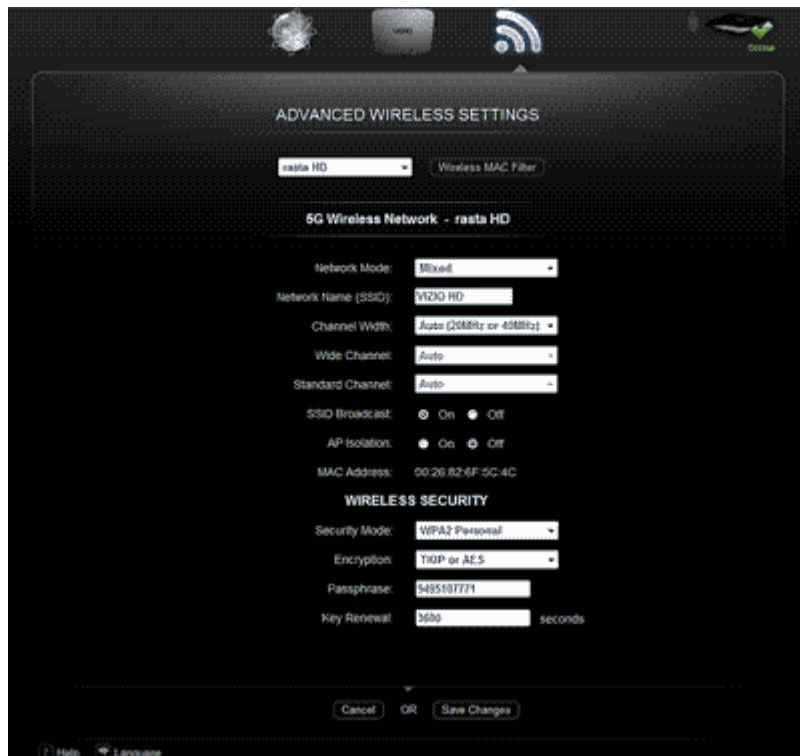 VIZIO
Online
ADVANCED WIRELESS SETTINGS
rasta HD Wireless MAC Filter
5G Wireless Network - rasta HD
Network Mode: Mixed
Network Name (SSID): VIZIO HD
Channel Width: Auto (20MHz or 40MHz)
Wide Channel: Auto
Standard Channel: Auto
SSID Broadcast: On Off
AP Isolation: On Off
MAC Address: 00:26:82:6F:5C:4C
WIRELESS SECURITY
Security Mode: WPA2 Personal
Encryption: TKIP or AES
Passphrase: 9495107771
Key Renewal: 3600 seconds
Cancel OR Save Changes
? Help Language